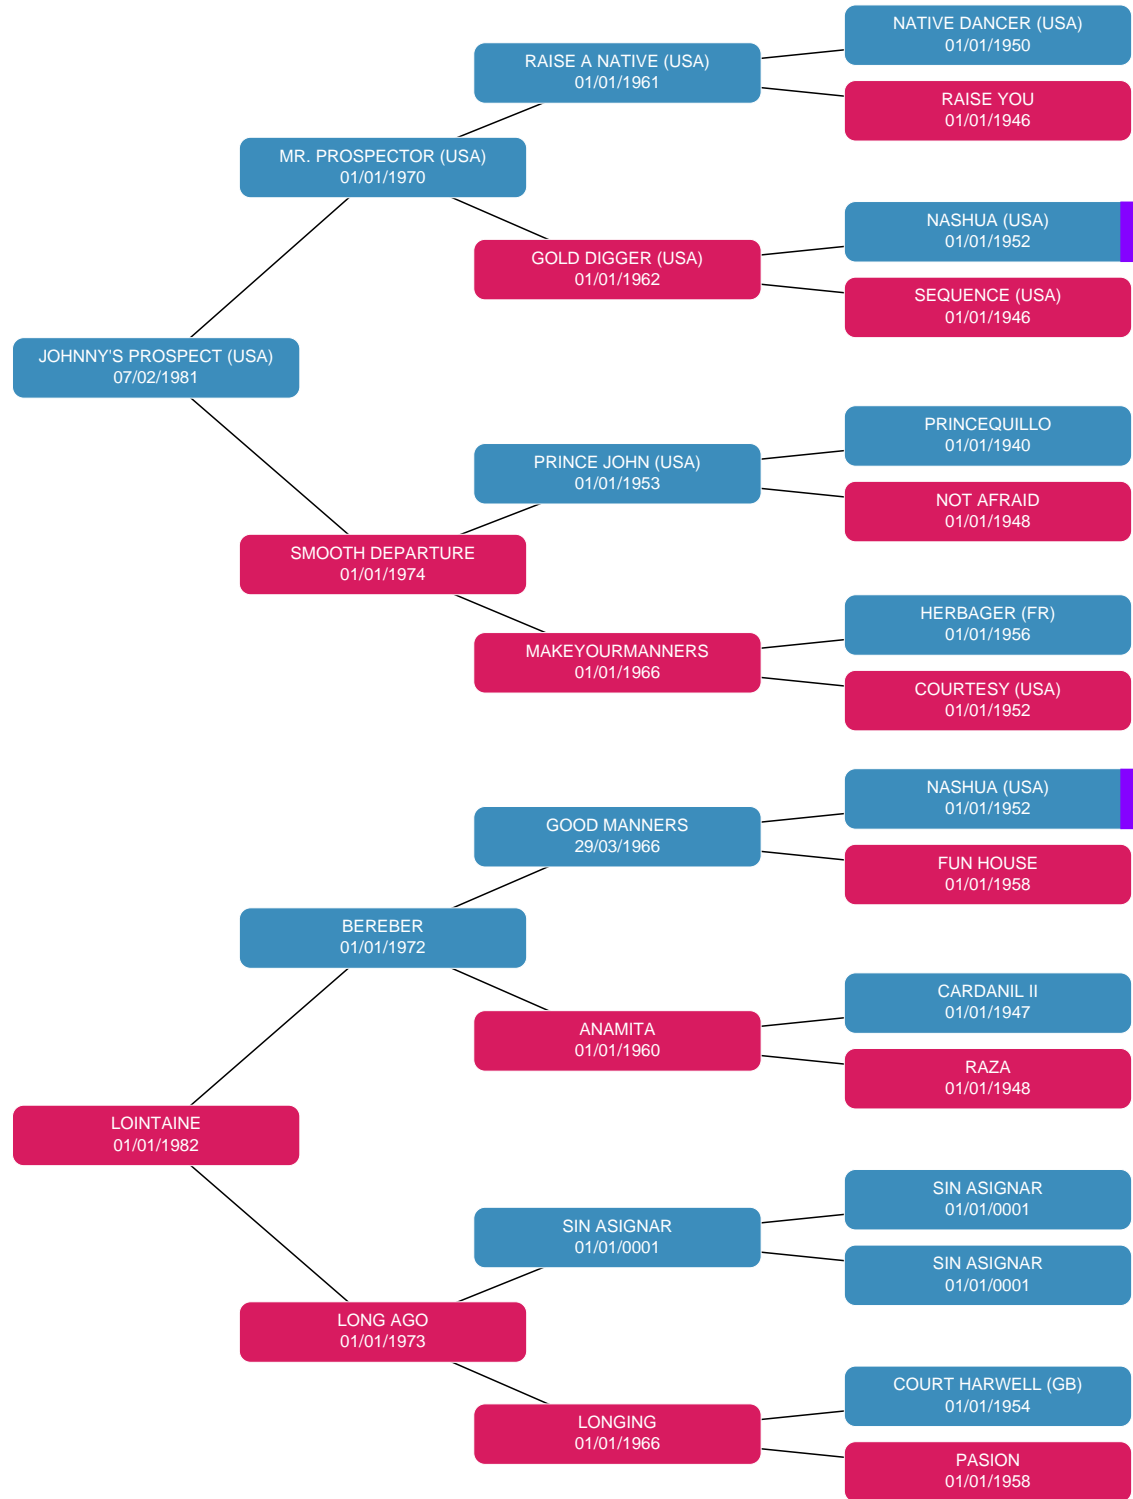 NATIVE DANCER (USA)
01/01/1950
RAISE A NATIVE (USA)
01/01/1961
RAISE YOU
01/01/1946
MR. PROSPECTOR (USA)
01/01/1970
NASHUA (USA)
01/01/1952
GOLD DIGGER (USA)
01/01/1962
SEQUENCE (USA)
01/01/1946
JOHNNY'S PROSPECT (USA)
07/02/1981
PRINCEQUILLO
01/01/1940
PRINCE JOHN (USA)
01/01/1953
NOT AFRAID
01/01/1948
SMOOTH DEPARTURE
01/01/1974
HERBAGER (FR)
01/01/1956
MAKEYOURMANNERS
01/01/1966
COURTESY (USA)
01/01/1952
NASHUA (USA)
01/01/1952
GOOD MANNERS
29/03/1966
FUN HOUSE
01/01/1958
BEREBER
01/01/1972
CARDANIL II
01/01/1947
ANAMITA
01/01/1960
RAZA
01/01/1948
LOINTAINE
01/01/1982
SIN ASIGNAR
01/01/0001
SIN ASIGNAR
01/01/0001
SIN ASIGNAR
01/01/0001
LONG AGO
01/01/1973
COURT HARWELL (GB)
01/01/1954
LONGING
01/01/1966
PASION
01/01/1958